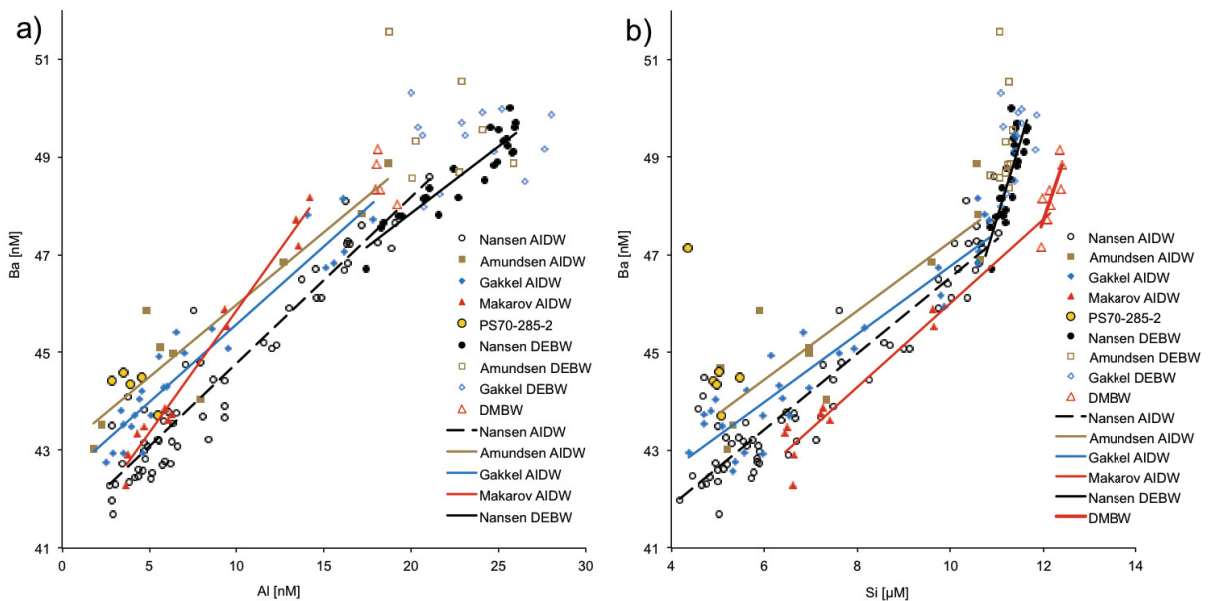 a)
Ba [nM]
51
49
47
45
43
41
0
5
10
15
20
25
30
Al [nM]
Nansen AIDW
Amundsen AIDW
Gakkel AIDW
Makarov AIDW
PS70-285-2
Nansen DEBW
Amundsen DEBW
Gakkel DEBW
DMBW
Nansen AIDW
Amundsen AIDW
Gakkel AIDW
Makarov AIDW
Nansen DEBW
b)
Ba [nM]
51
49
47
45
43
41
4
6
8
10
12
14
Si [µM]
Nansen AIDW
Amundsen AIDW
Gakkel AIDW
Makarov AIDW
PS70-285-2
Nansen DEBW
Amundsen DEBW
Gakkel DEBW
DMBW
Nansen AIDW
Amundsen AIDW
Gakkel AIDW
Makarov AIDW
Nansen DEBW
DMBW